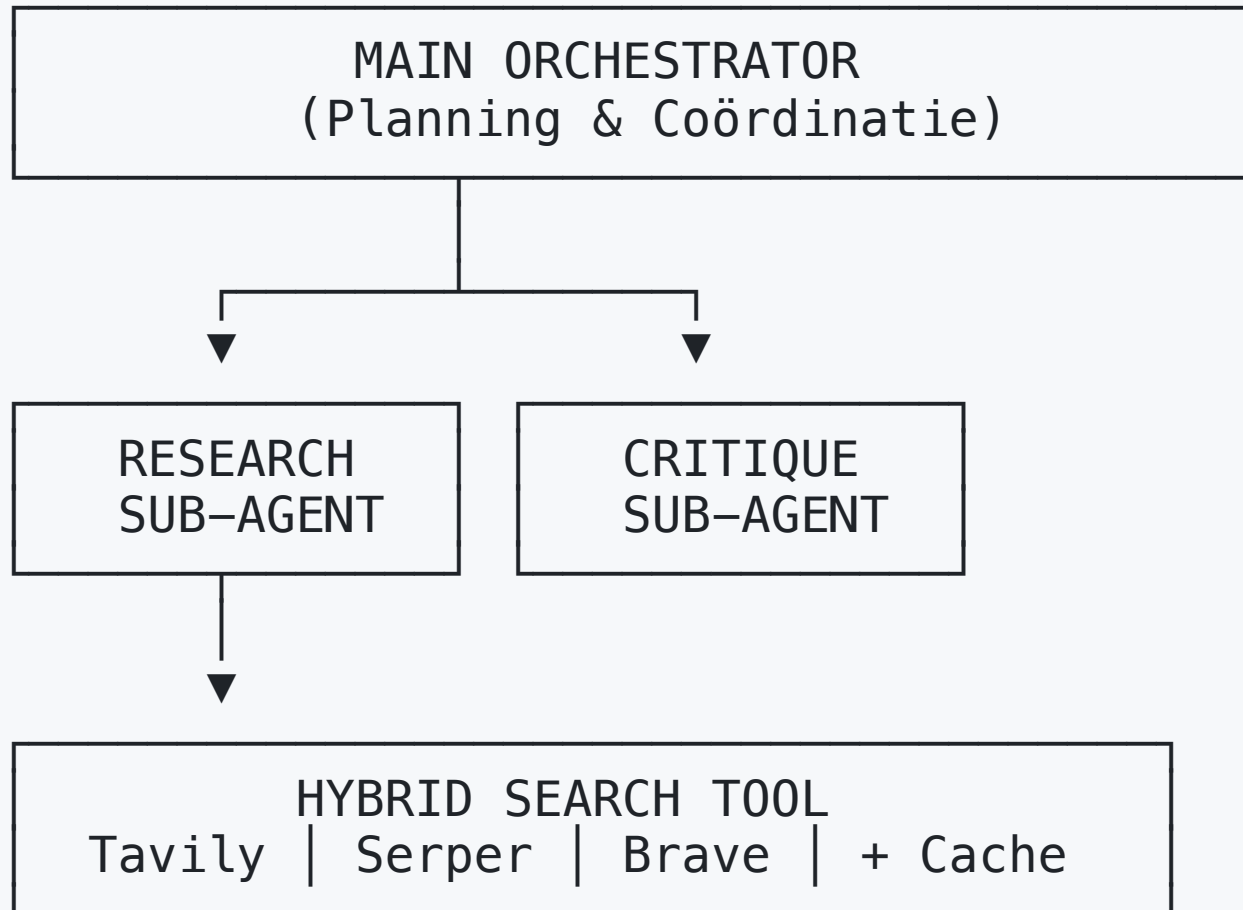 MAIN ORCHESTRATOR
(Planning & Coördinatie)
RESEARCH
SUB-AGENT
CRITIQUE
SUB-AGENT
HYBRID SEARCH TOOL
Tavily │ Serper │ Brave │ + Cache